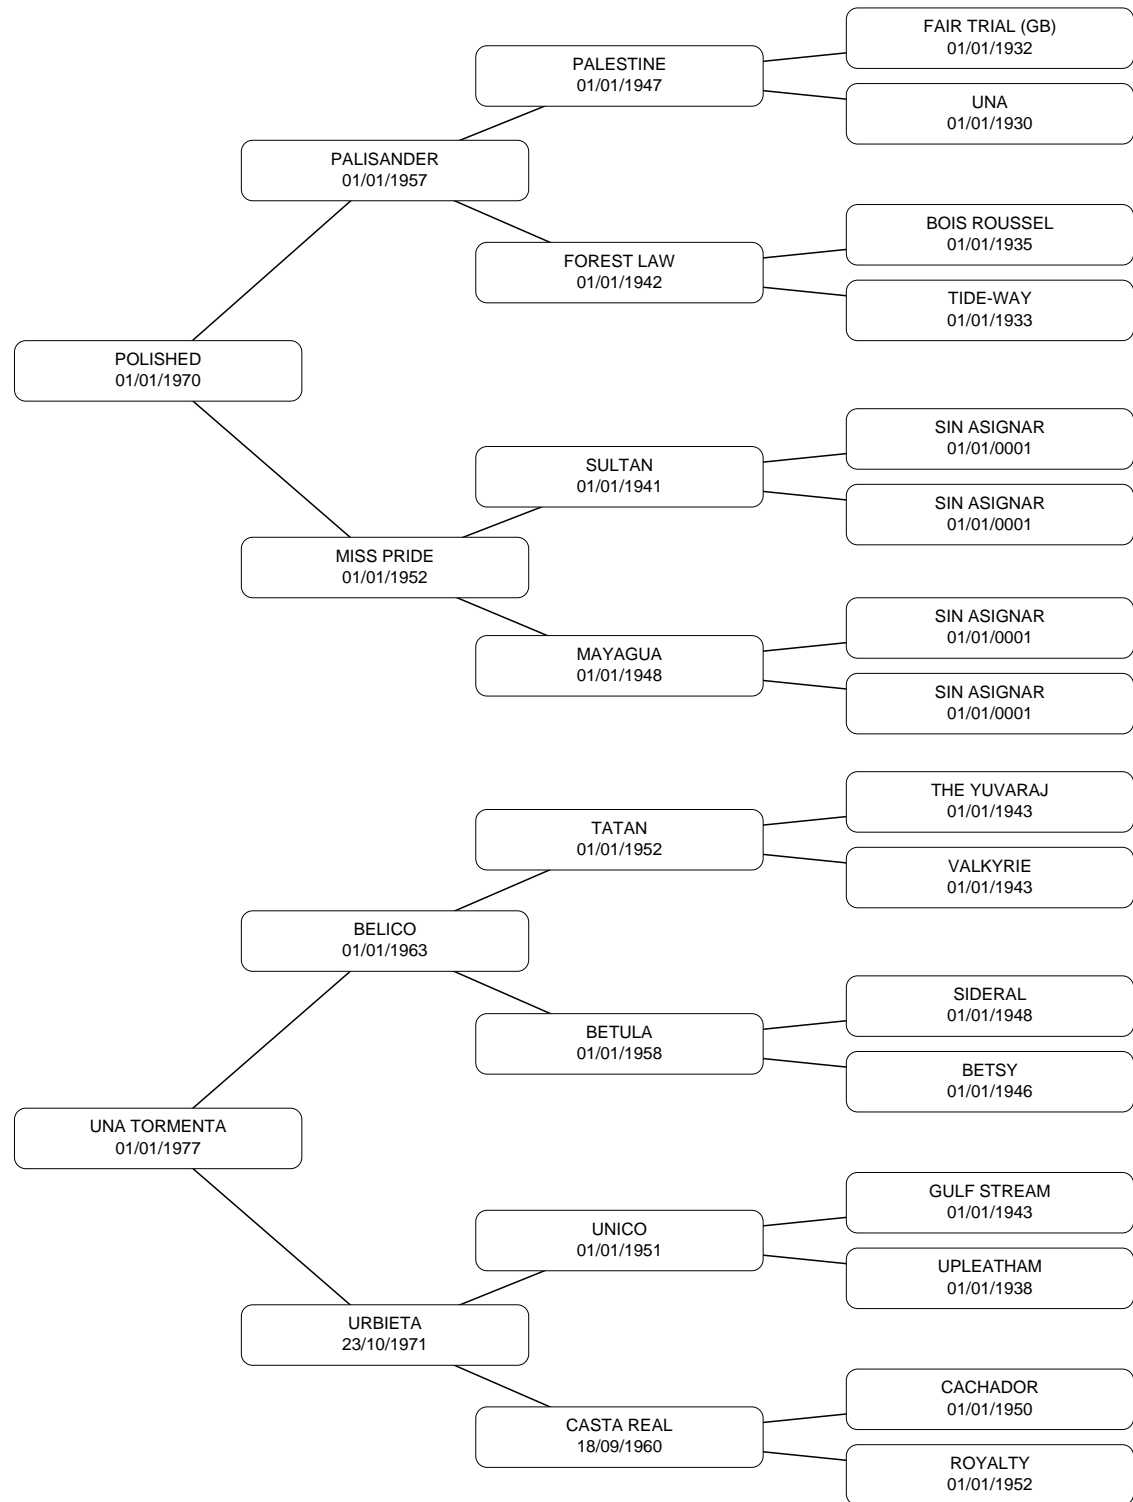 FAIR TRIAL (GB)
01/01/1932
PALESTINE
01/01/1947
UNA
01/01/1930
PALISANDER
01/01/1957
BOIS ROUSSEL
01/01/1935
FOREST LAW
01/01/1942
TIDE-WAY
01/01/1933
POLISHED
01/01/1970
SIN ASIGNAR
01/01/0001
SULTAN
01/01/1941
SIN ASIGNAR
01/01/0001
MISS PRIDE
01/01/1952
SIN ASIGNAR
01/01/0001
MAYAGUA
01/01/1948
SIN ASIGNAR
01/01/0001
THE YUVARAJ
01/01/1943
TATAN
01/01/1952
VALKYRIE
01/01/1943
BELICO
01/01/1963
SIDERAL
01/01/1948
BETULA
01/01/1958
BETSY
01/01/1946
UNA TORMENTA
01/01/1977
GULF STREAM
01/01/1943
UNICO
01/01/1951
UPLEATHAM
01/01/1938
URBIETA
23/10/1971
CACHADOR
01/01/1950
CASTA REAL
18/09/1960
ROYALTY
01/01/1952